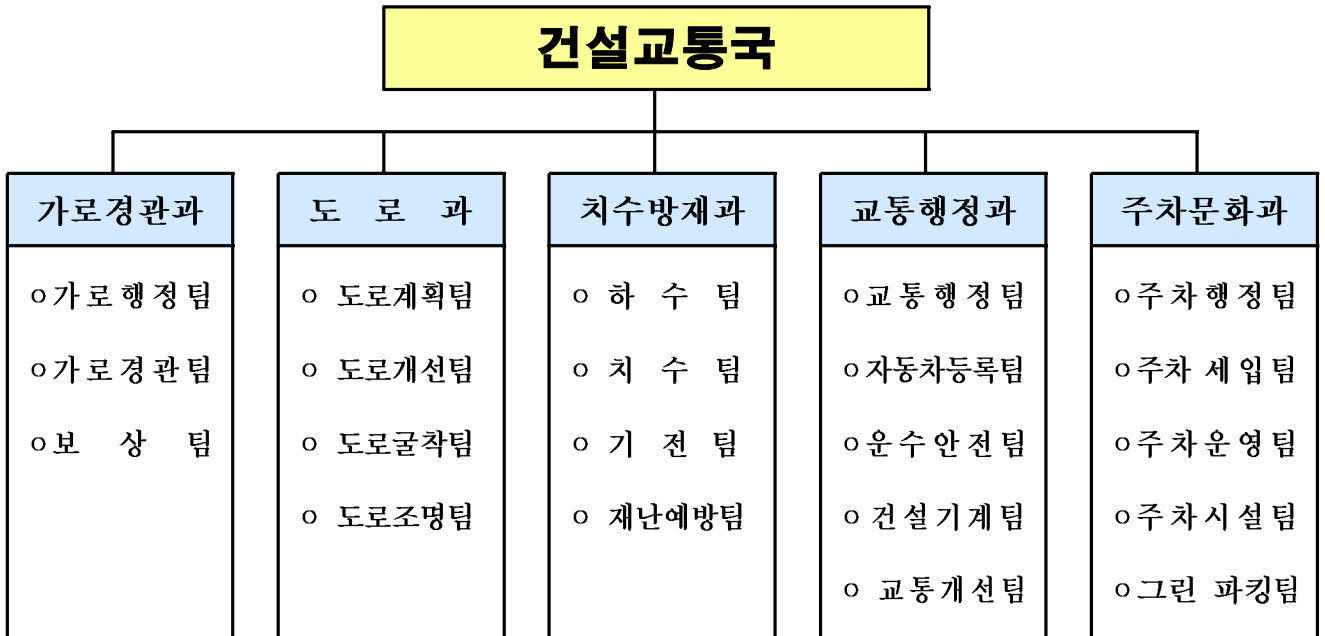 건설교통국
가로경관과
ㅇ가로행정팀
ㅇ가로경관팀
ㅇ보 상 팀
도 로 과
ㅇ 도로계획팀
ㅇ 도로개선팀
ㅇ 도로굴착팀
ㅇ 도로조명팀
치수방재과
ㅇ 하 수 팀
ㅇ 치 수 팀
ㅇ 기 전 팀
ㅇ 재난예방팀
교통행정과
ㅇ교통행정팀
ㅇ자동차등록팀
ㅇ운수안전팀
ㅇ 건설기계팀
ㅇ 교통개선팀
주차문화과
ㅇ주차행정팀
ㅇ주차 세입팀
ㅇ주차운영팀
ㅇ주차시설팀
ㅇ그린 파킹팀